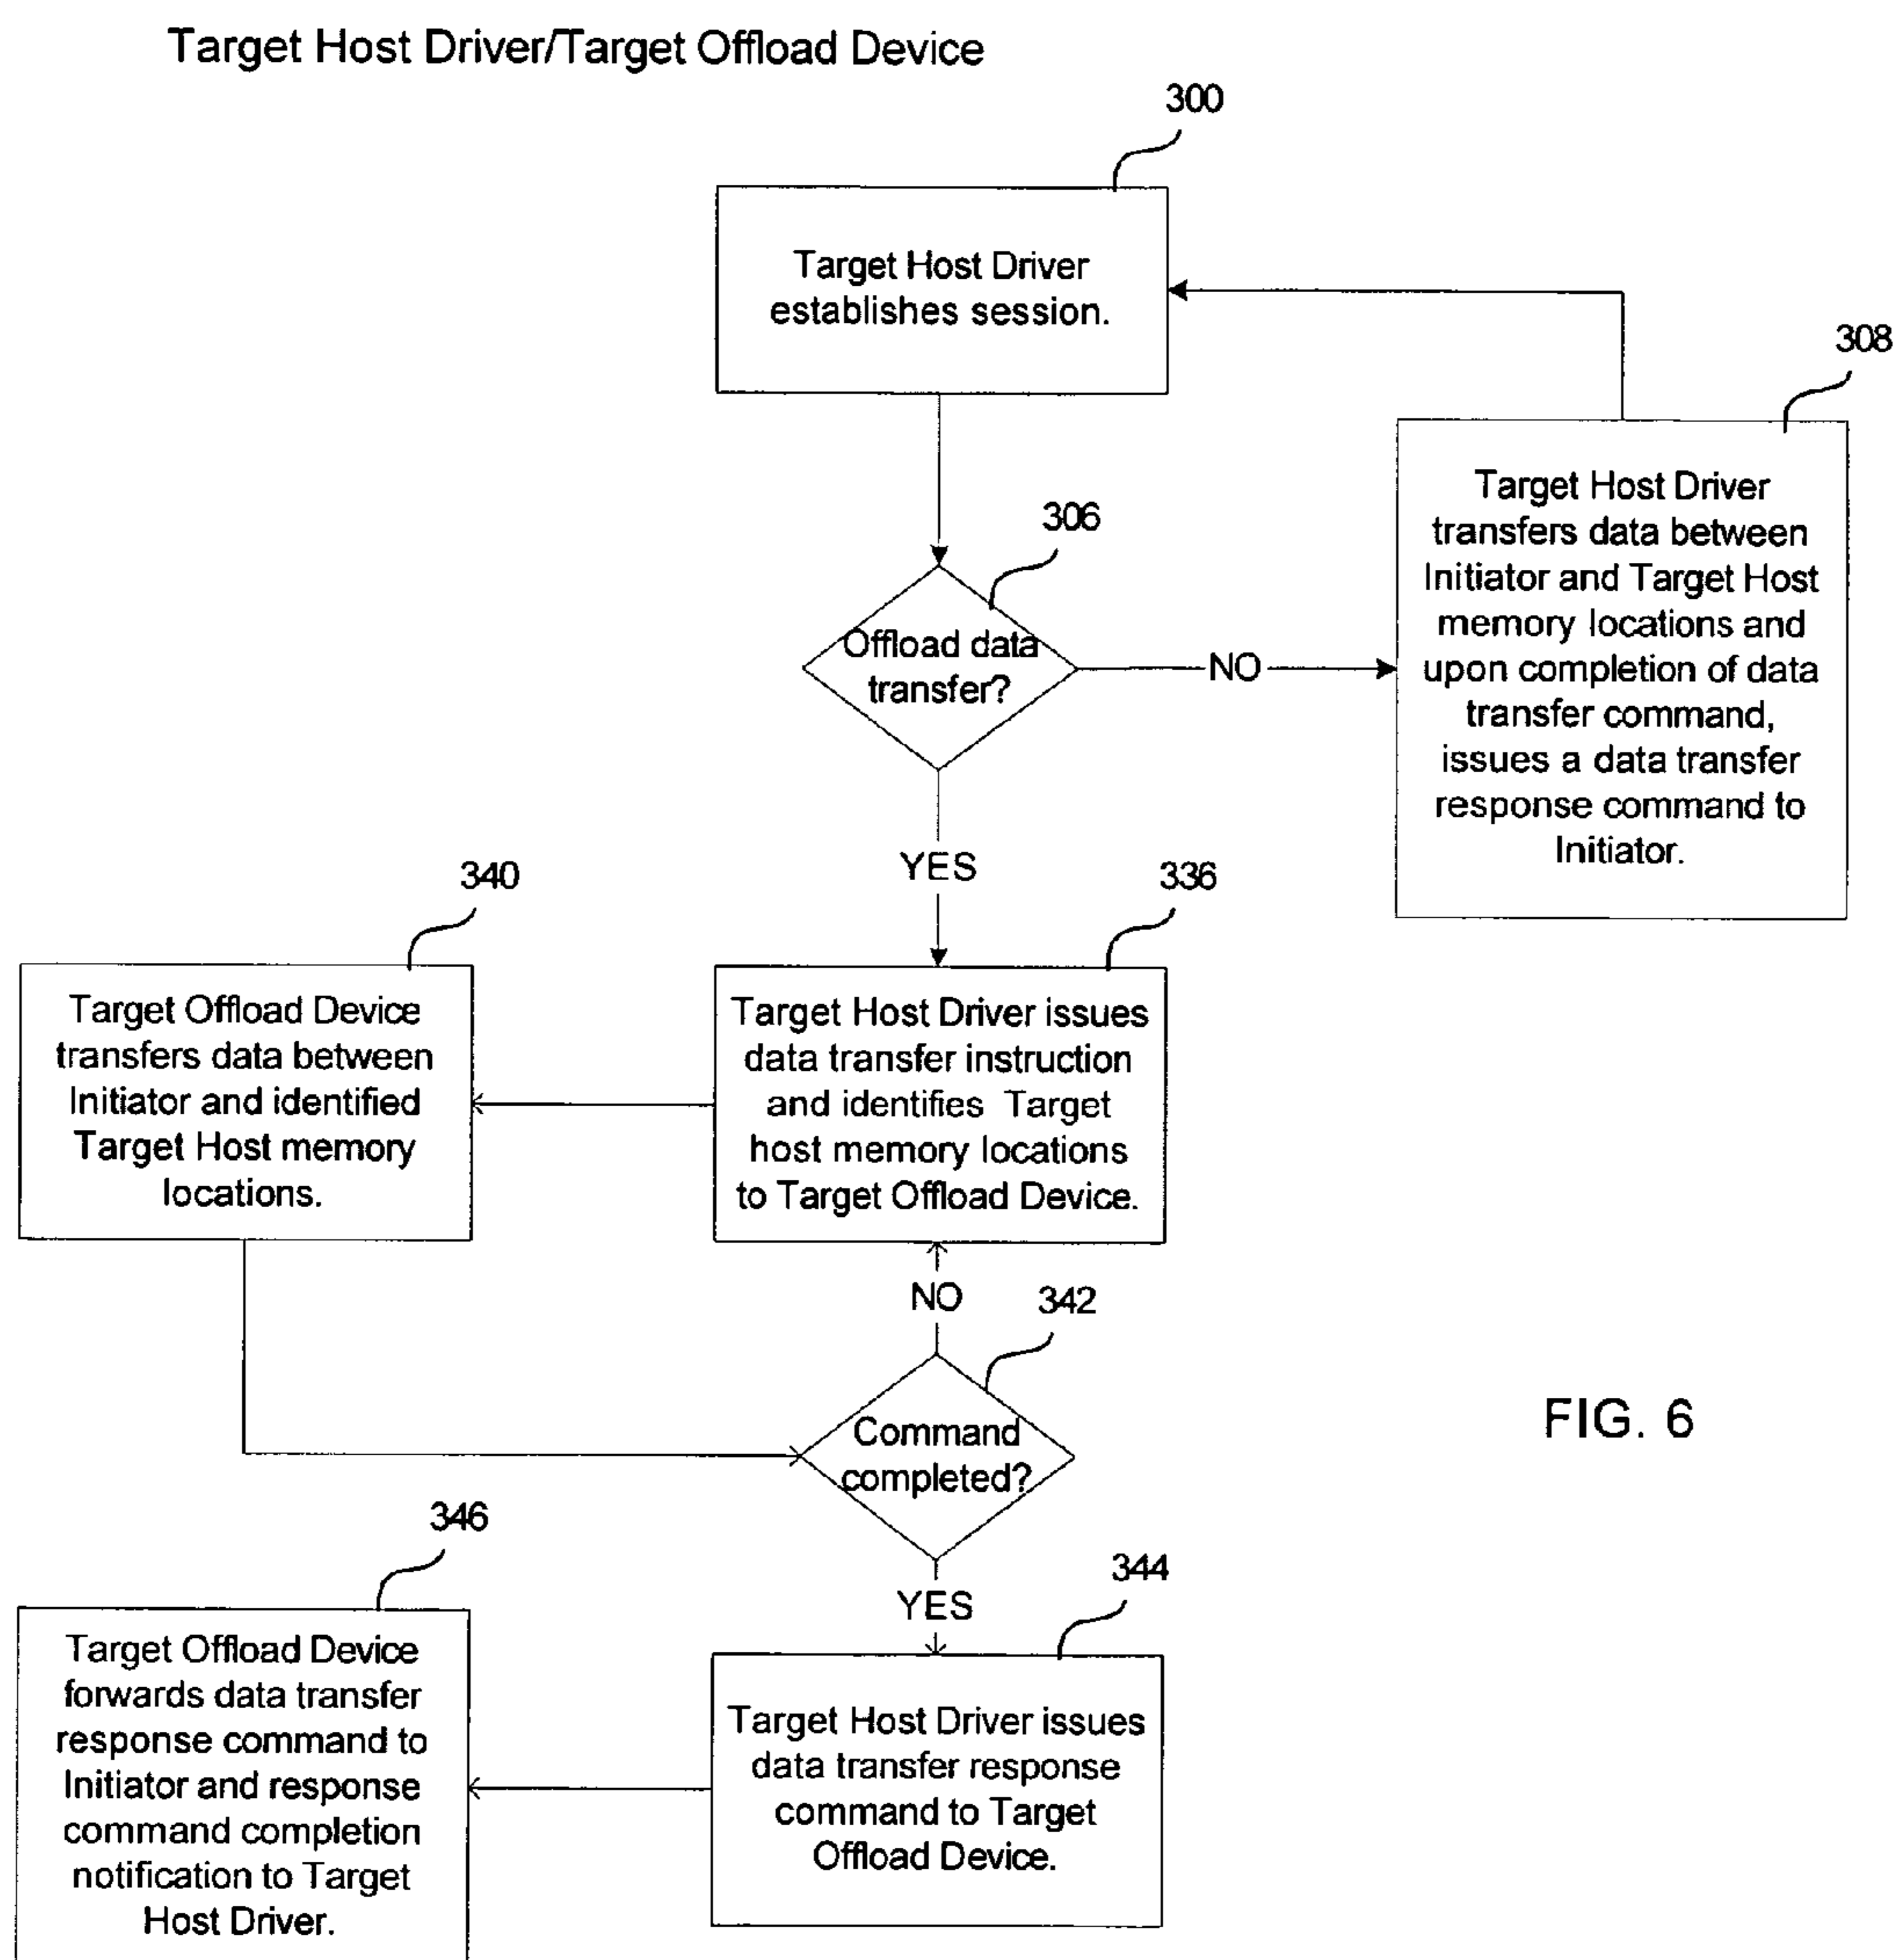 Target Host Driver/Target Offload Device
300
Target Host Driver
establishes session.
308
Target Host Driver
transfers data between
Initiator and Target Host
memory locations and
upon completion of data
transfer command,
issues a data transfer
response command to
Initiator.
306
Offload data
transfer?
NO
YES
340
Target Offload Device
transfers data between
Initiator and identified
Target Host memory
locations.
336
Target Host Driver issues
data transfer instruction
and identifies Target
host memory locations
to Target Offload Device.
NO
342
Command
completed?
FIG. 6
YES
346
Target Offload Device
forwards data transfer
response command to
Initiator and response
command completion
notification to Target
Host Driver.
344
Target Host Driver issues
data transfer response
command to Target
Offload Device.